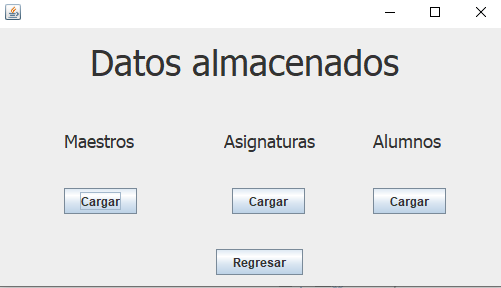 Datos almacenados
Maestros Asignaturas Alumnos
Cargar Cargar Cargar
Regresar